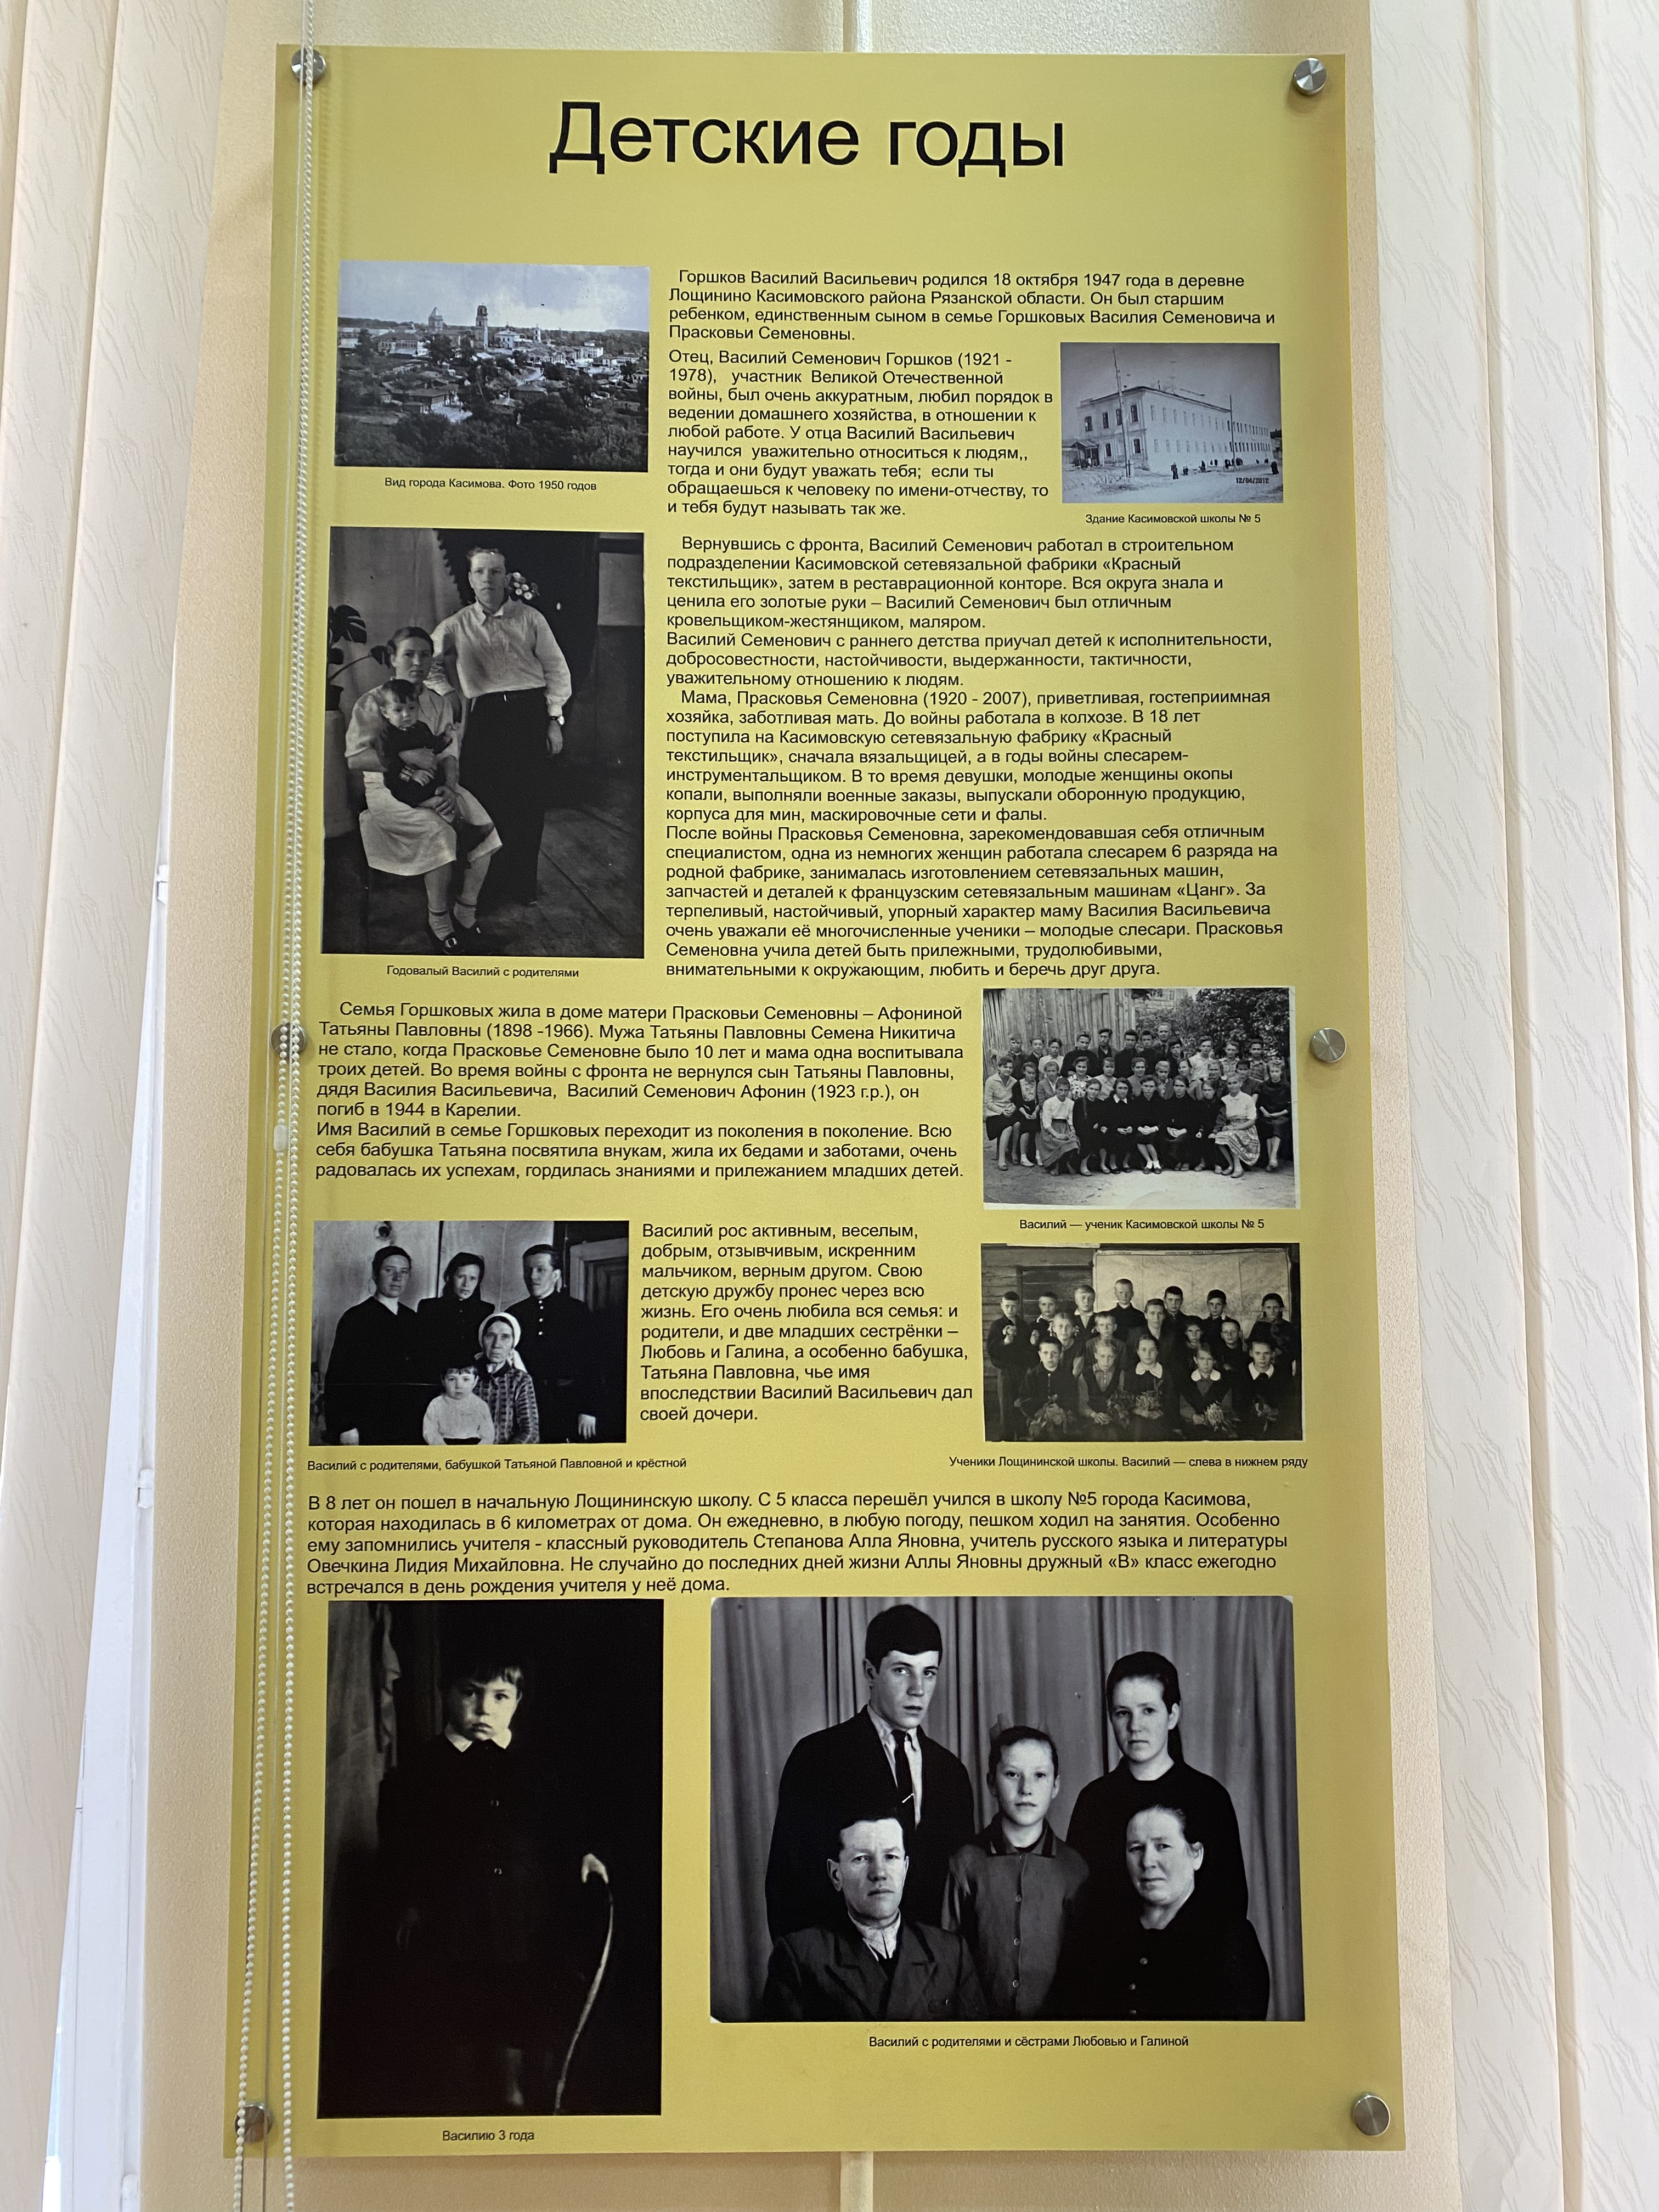 Детские годы
Горшков Василий Васильевич родился 18 октября 1947 года в деревне
Лощинино Касимовского района Рязанской области. Он был старшим
ребенком, единственным сыном в семье Горшковых Василия Семеновича и
Прасковьи Семеновны.
Отец, Василий Семенович Горшков (1921 -
1978), участник Великой Отечественной
войны, был очень аккуратным, любил порядок в
ведении домашнего хозяйства, в отношении к
любой работе. У отца Василий Васильевич
научился уважительно относиться к людям,,
тогда и они будут уважать тебя; если ты
обращаешься к человеку по имени-отчеству, то
и тебя будут называть так же.
12/04/2012
Вид города Касимова. Фото 1950 годов
Здание Касимовской школы № 5
Вернувшись с фронта, Василий Семенович работал в строительном
подразделении Касимовской сетевязальной фабрики «Красный
текстильщик», затем в реставрационной конторе. Вся округа знала и
ценила его золотые руки – Василий Семенович был отличным
кровельщиком-жестянщиком, маляром.
Василий Семенович с раннего детства приучал детей к исполнительности,
добросовестности, настойчивости, выдержанности, тактичности,
уважительному отношению к людям.
Мама, Прасковья Семеновна (1920 - 2007), приветливая, гостеприимная
хозяйка, заботливая мать. До войны работала в колхозе. В 18 лет
поступила на Касимовскую сетевязальную фабрику «Красный
текстильщик», сначала вязальщицей, а в годы войны слесарем-
инструментальщиком. В то время девушки, молодые женщины окопы
копали, выполняли военные заказы, выпускали оборонную продукцию,
корпуса для мин, маскировочные сети и фалы.
После войны Прасковья Семеновна, зарекомендовавшая себя отличным
специалистом, одна из немногих женщин работала слесарем 6 разряда на
родной фабрике, занималась изготовлением сетевязальных машин,
запчастей и деталей к французским сетевязальным машинам «Цанг». За
терпеливый, настойчивый, упорный характер маму Василия Васильевича
очень уважали её многочисленные ученики – молодые слесари. Прасковья
Семеновна учила детей быть прилежными, трудолюбивыми,
внимательными к окружающим, любить и беречь друг друга.
Годовалый Василий с родителями
Семья Горшковых жила в доме матери Прасковьи Семеновны – Афониной
Татьяны Павловны (1898 -1966). Мужа Татьяны Павловны Семена Никитича
не стало, когда Прасковье Семеновне было 10 лет и мама одна воспитывала
троих детей. Во время войны с фронта не вернулся сын Татьяны Павловны,
дядя Василия Васильевича, Василий Семенович Афонин (1923 г.р.), он
погиб в 1944 в Карелии.
Имя Василий в семье Горшковых переходит из поколения в поколение. Всю
себя бабушка Татьяна посвятила внукам, жила их бедами и заботами, очень
радовалась их успехам, гордилась знаниями и прилежанием младших детей.
Василий — ученик Касимовской школы № 5
Василий рос активным, веселым,
добрым, отзывчивым, искренним
мальчиком, верным другом. Свою
детскую дружбу пронес через всю
жизнь. Его очень любила вся семья: и
родители, и две младших сестрёнки –
Любовь и Галина, а особенно бабушка,
Татьяна Павловна, чье имя
впоследствии Василий Васильевич дал
своей дочери.
Василий с родителями, бабушкой Татьяной Павловной и крёстной
Ученики Лощининской школы. Василий — слева в нижнем ряду
В 8 лет он пошел в начальную Лощининскую школу. С 5 класса перешёл учился в школу №5 города Касимова,
которая находилась в 6 километрах от дома. Он ежедневно, в любую погоду, пешком ходил на занятия. Особенно
ему запомнились учителя - классный руководитель Степанова Алла Яновна, учитель русского языка и литературы
Овечкина Лидия Михайловна. Не случайно до последних дней жизни Аллы Яновны дружный «В» класс ежегодно
встречался в день рождения учителя у неё дома.
Василий с родителями и сёстрами Любовью и Галиной
Василию 3 года